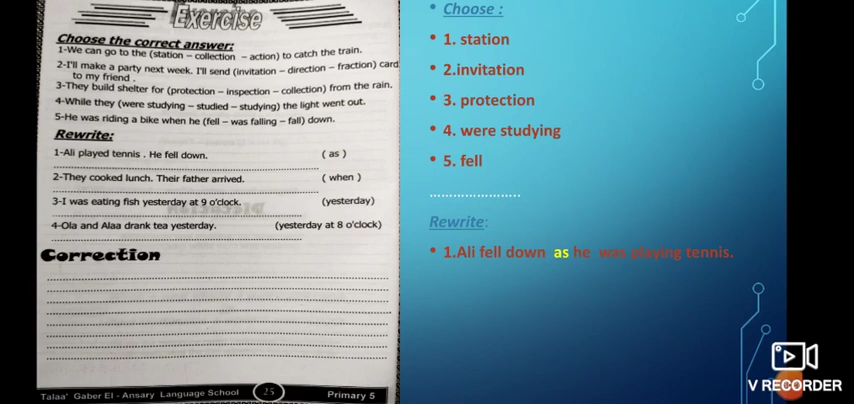 Exercise
Choose the correct answer:
1-We can go to the (station – collection – action) to catch the train.
2-I'll make a party next week. I'll send (invitation – direction – fraction) card
to my friend .
3-They build shelter for (protection – inspection – collection) from the rain.
4-While they (were studying – studied – studying) the light went out.
5-He was riding a bike when he (fell – was falling – fall) down.
Rewrite:
1-Ali played tennis . He fell down. ( as )
2-They cooked lunch. Their father arrived. ( when )
3-I was eating fish yesterday at 9 o'clock. (yesterday)
4-Ola and Alaa drank tea yesterday. (yesterday at 8 o'clock)
Correction
Talaa' Gaber El - Ansary Language School 25 Primary 5
Choose :
• 1. station
• 2.invitation
• 3. protection
• 4. were studying
• 5. fell
........................
Rewrite:
• 1.Ali fell down as he was playing tennis.
V RECORDER